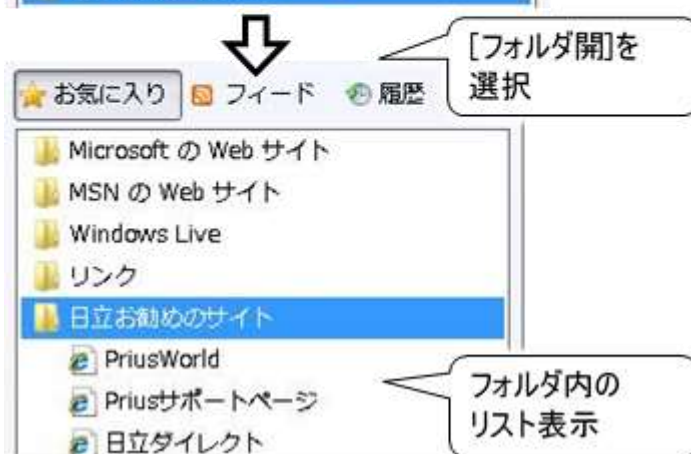 [フォルダ開]を
選択
お気に入り フィード 履歴
Microsoft の Web サイト
MSN の Web サイト
Windows Live
リンク
日立お勧めのサイト
PriusWorld
Priusサポートページ
日立ダイレクト
フォルダ内の
リスト表示